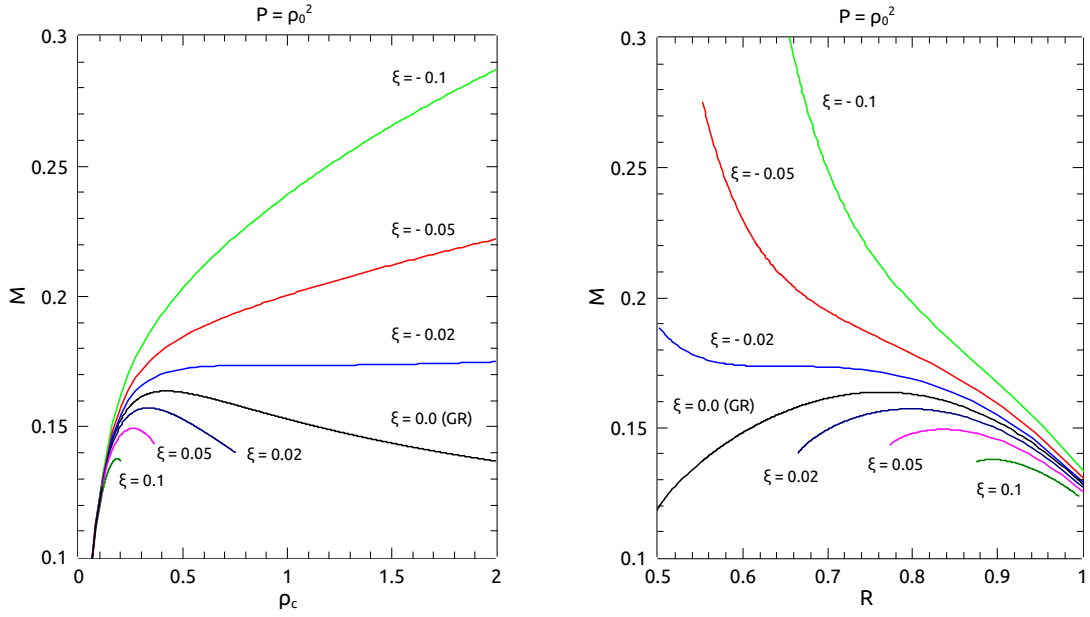 P = ρ₀²
M
0.3
0.25
0.2
0.15
0.1
0
0.5
1
1.5
2
ρc
ξ = - 0.1
ξ = - 0.05
ξ = - 0.02
ξ = 0.0 (GR)
ξ = 0.02
ξ = 0.05
ξ = 0.1
P = ρ₀²
M
0.3
0.25
0.2
0.15
0.1
0.5
0.6
0.7
0.8
0.9
1
R
ξ = - 0.1
ξ = - 0.05
ξ = - 0.02
ξ = 0.0 (GR)
ξ = 0.02
ξ = 0.05
ξ = 0.1